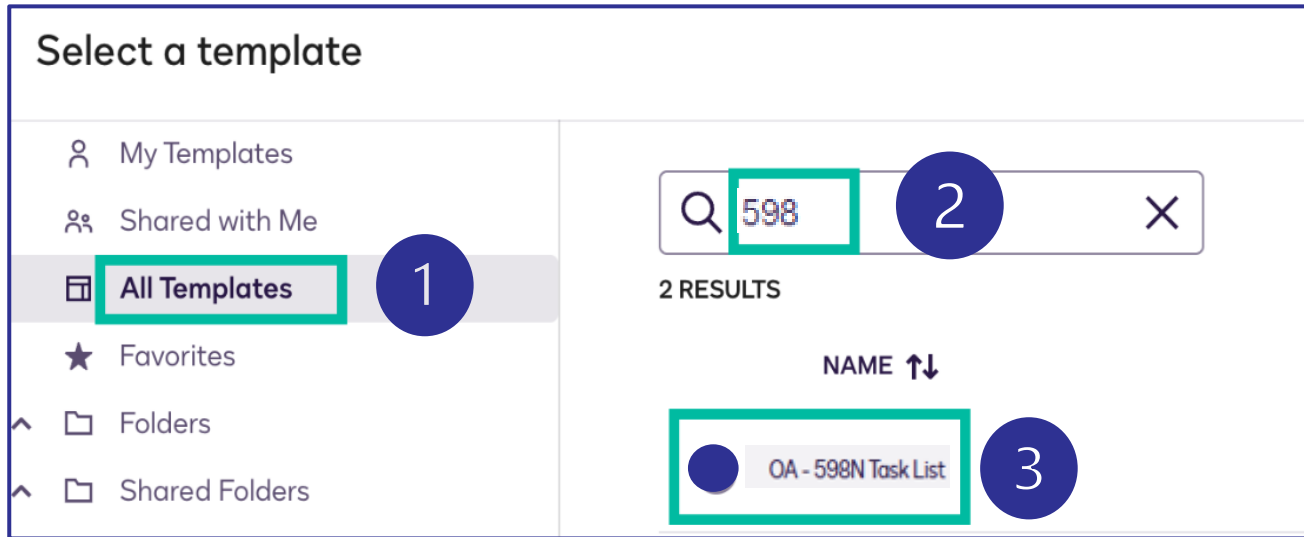 Select a template
My Templates
Shared with Me
All Templates
1
Favorites
Folders
Shared Folders
598
2
2 RESULTS
NAME
OA - 598N Task List
3